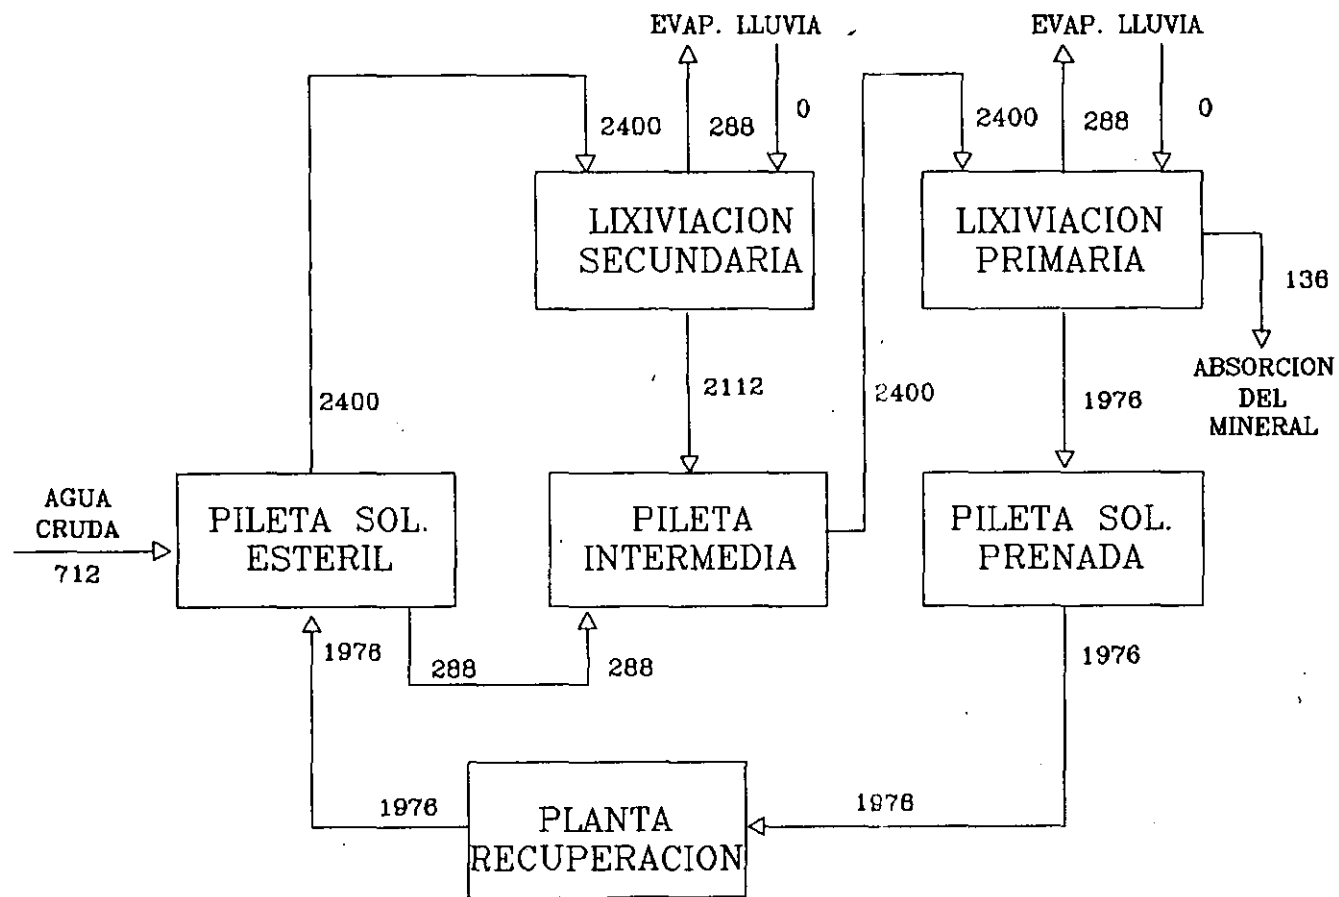 EVAP. LLUVIA
EVAP. LLUVIA
2400
288
0
2400
288
0
LIXIVIACION
SECUNDARIA
LIXIVIACION
PRIMARIA
136
ABSORCION
DEL
MINERAL
2400
2112
2400
1976
AGUA
CRUDA
712
PILETA SOL.
ESTERIL
PILETA
INTERMEDIA
PILETA SOL.
PRENADA
1976
288
288
1976
1976
1976
PLANTA
RECUPERACION